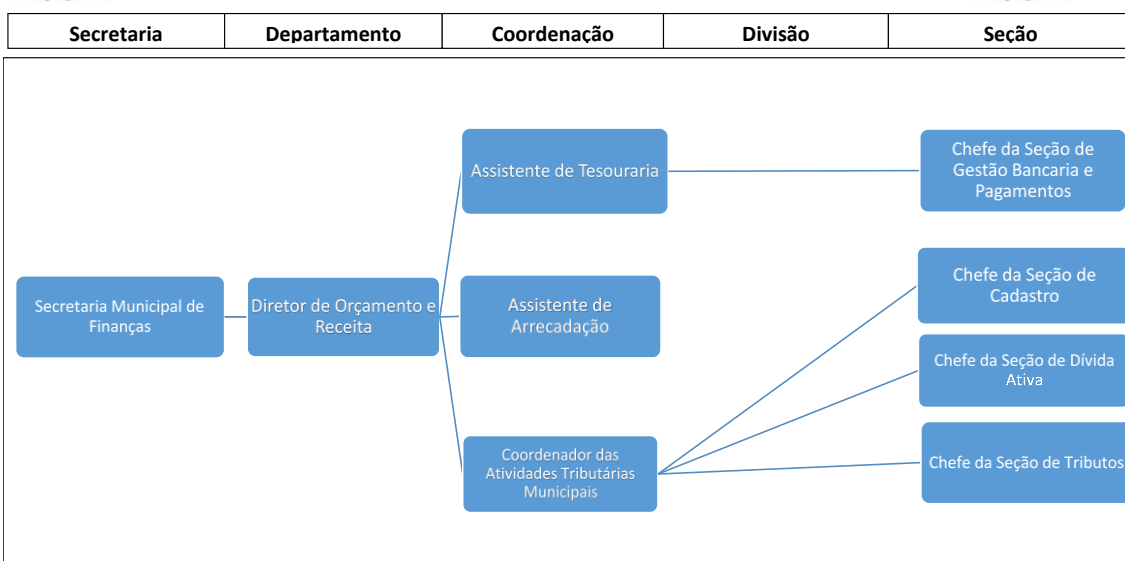 Secretaria
Departamento
Coordenação
Divisão
Seção
Assistente de Tesouraria
Chefe da Seção de
Gestão Bancaria e
Pagamentos
Secretaria Municipal de
Finanças
Diretor de Orçamento e
Receita
Assistente de
Arrecadação
Chefe da Seção de
Cadastro
Chefe da Seção de Dívida
Ativa
Coordenador das
Atividades Tributárias
Municipais
Chefe da Seção de Tributos